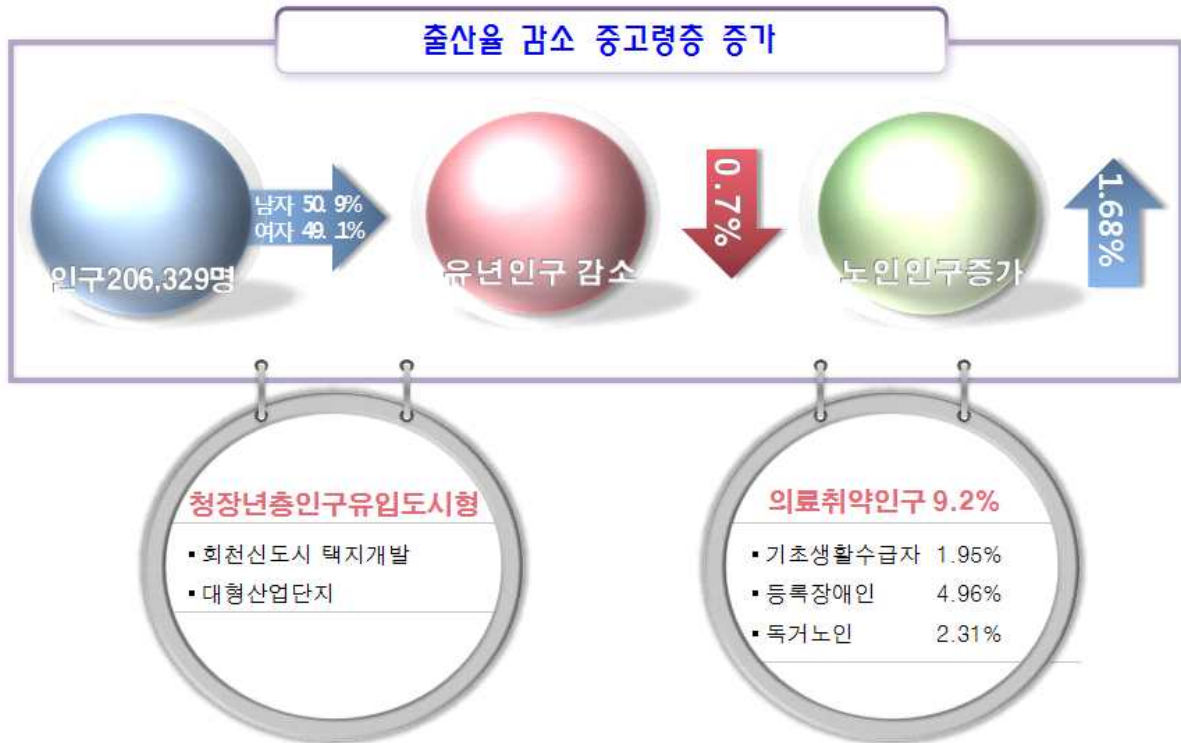 출산율 감소 중고령층 증가
남자 50.9%
여자 49.1%
인구206,329명
유년인구 감소
0.7%
노인인구증가
1.68%
청장년층인구유입도시형
▪ 회천신도시 택지개발
▪ 대형산업단지
의료취약인구 9.2%
▪ 기초생활수급자 1.95%
▪ 등록장애인 4.96%
▪ 독거노인 2.31%